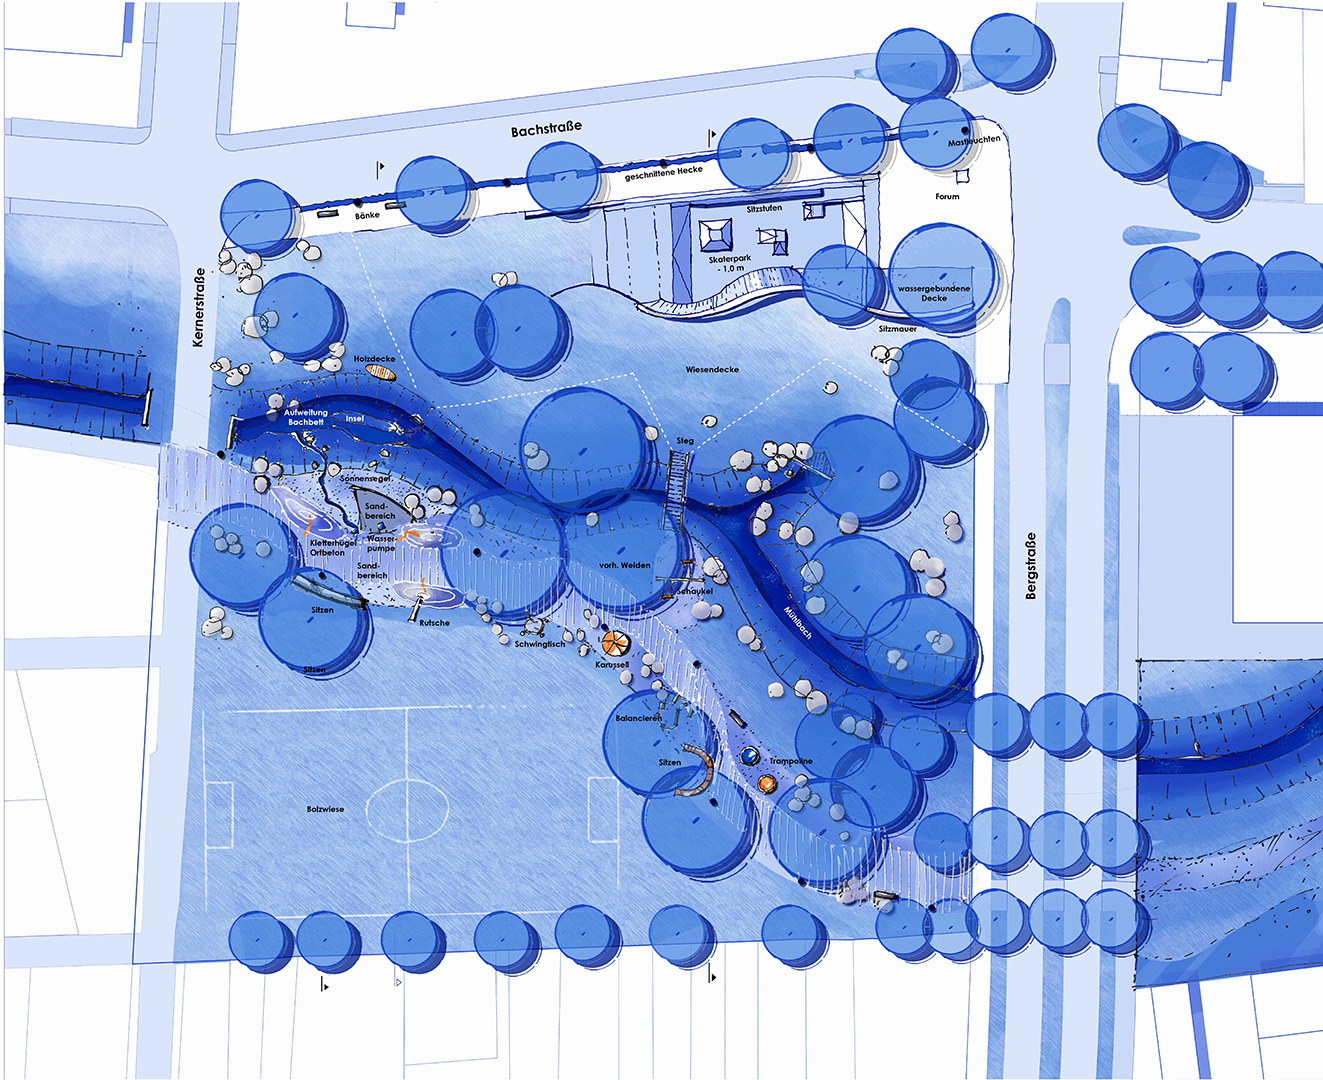 Bachstraße
Mastleuchten
geschnittene Hecke
Bänke
Forum
Sitzstufen
Skaterpark
- 1,0 m
wassergebundene
Decke
Sitzmauer
Kernerstraße
Holzdecke
Wiesendecke
Aufweitung
Bachbett
Insel
Steg
Sonnensegel
Sand-
bereich
Kletterhügel
Ortbeton
Wasser-
pumpe
Sand-
bereich
vorh. Weiden
Schaukel
Bergstraße
Mühlbach
Sitzen
Rutsche
Schwingtisch
Karussell
Sitzen
Balancieren
Sitzen
Trampoline
Bolzwiese